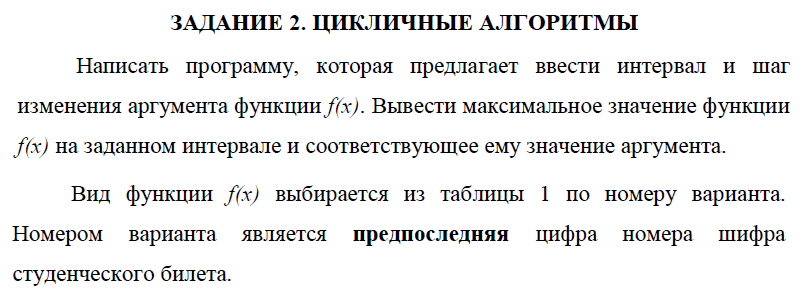 ЗАДАНИЕ 2. ЦИКЛИЧНЫЕ АЛГОРИТМЫ
Написать программу, которая предлагает ввести интервал и шаг
изменения аргумента функции f(x). Вывести максимальное значение функции
f(x) на заданном интервале и соответствующее ему значение аргумента.
Вид функции f(x) выбирается из таблицы 1 по номеру варианта.
Номером варианта является предпоследняя цифра номера шифра
студенческого билета.